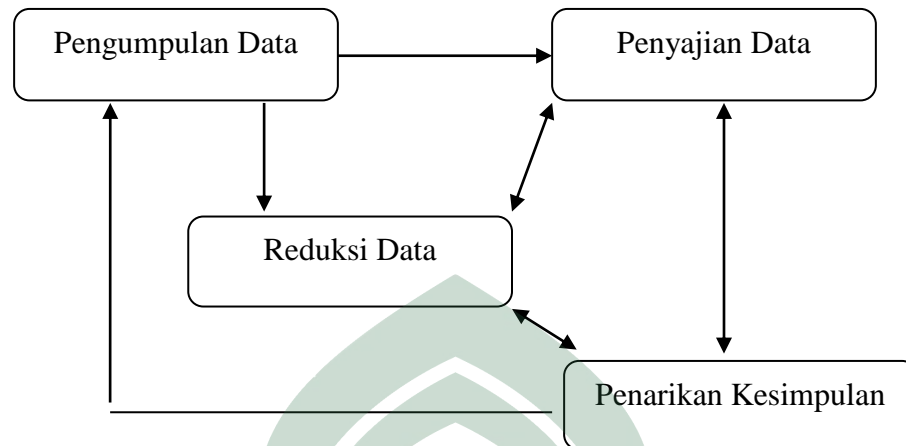 Pengumpulan Data
Penyajian Data
Reduksi Data
Penarikan Kesimpulan